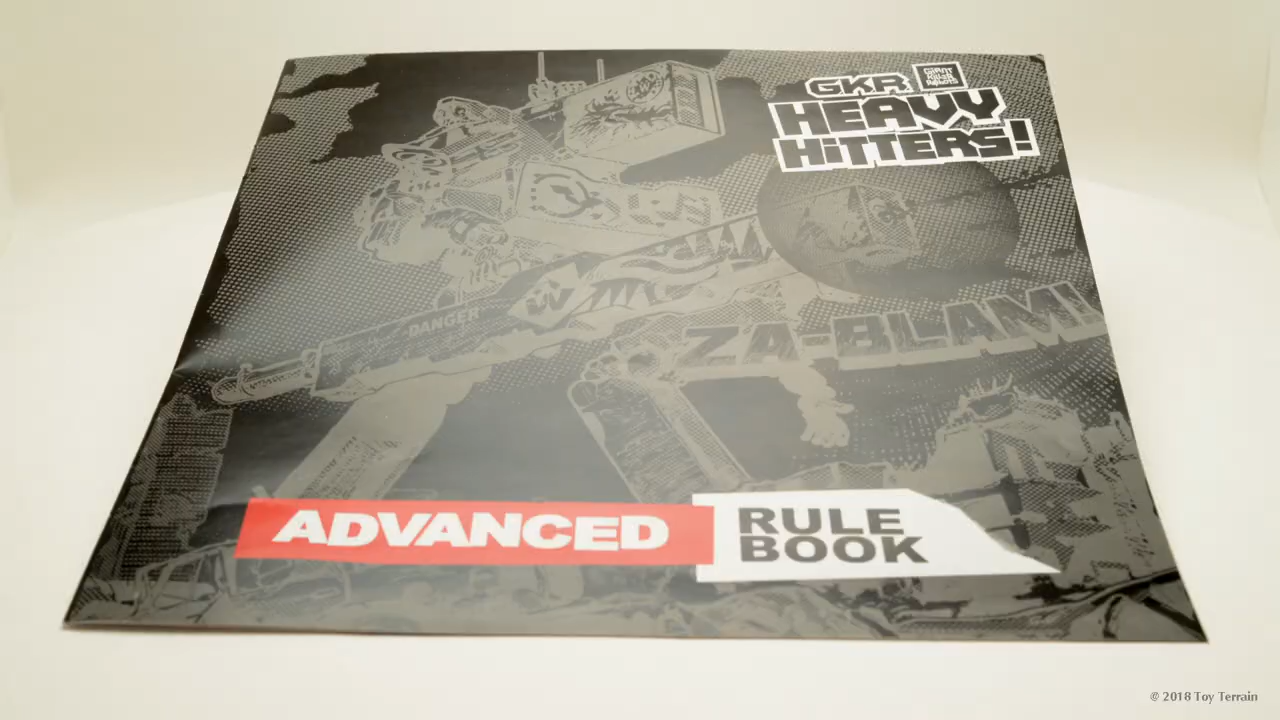 GKR
GIANT
KILLER
ROBOTS
HEAVY
HITTERS!
W
DANGER
W
ZA-BLAM!
ADVANCED
RULE
BOOK
© 2018 Toy Terrain